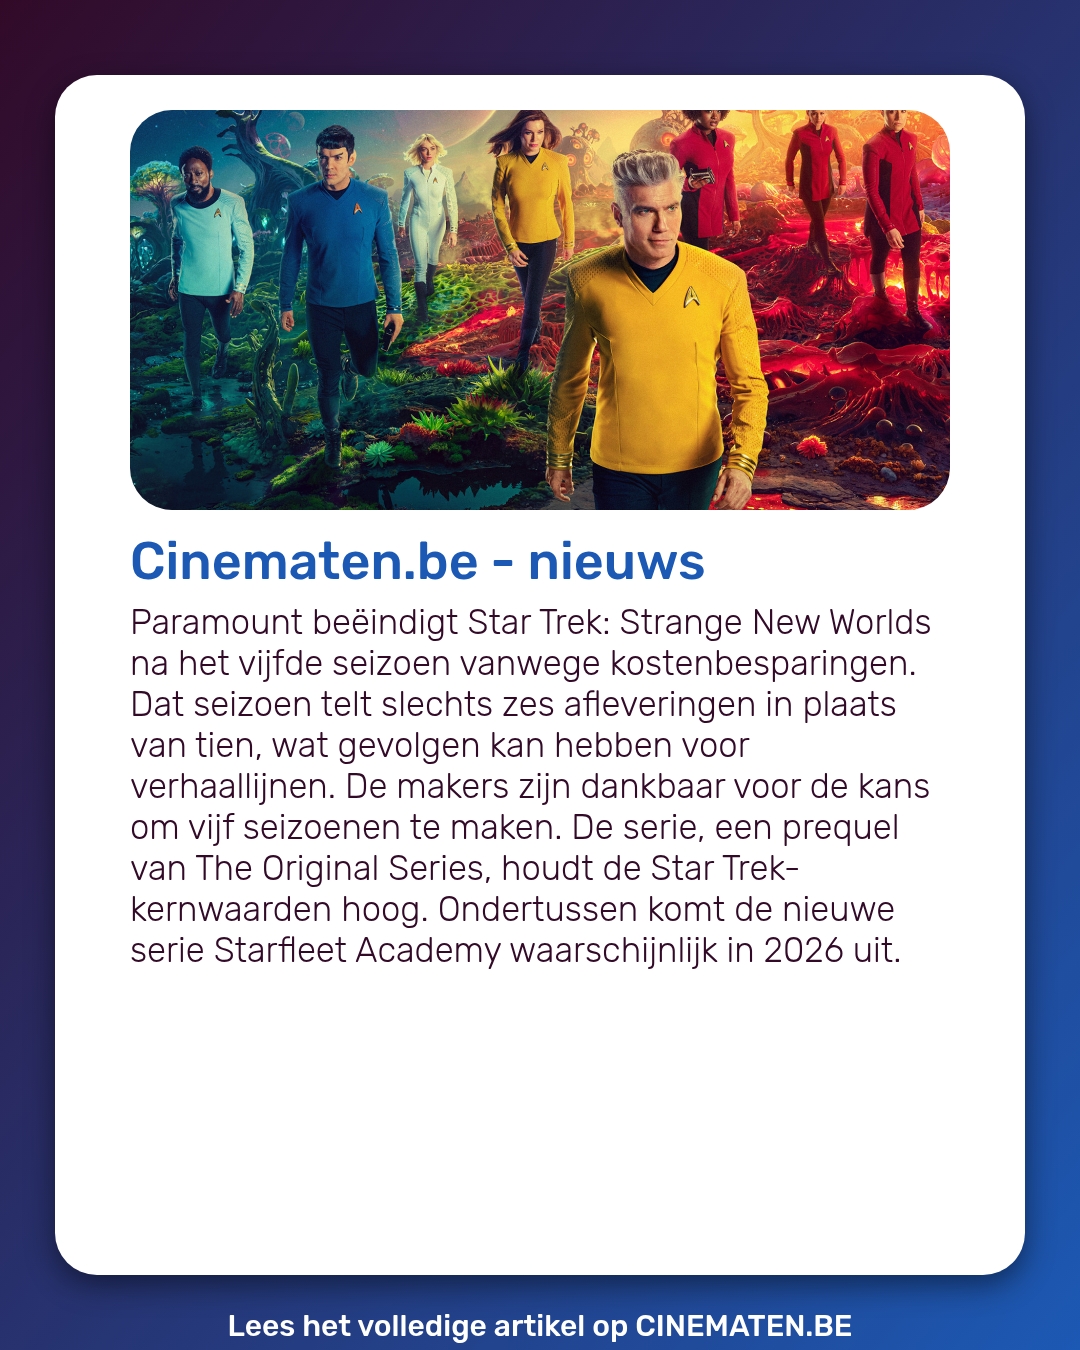 Cinematen.be - nieuws
Paramount beëindigt Star Trek: Strange New Worlds
na het vijfde seizoen vanwege kostenbesparingen.
Dat seizoen telt slechts zes afleveringen in plaats
van tien, wat gevolgen kan hebben voor
verhaallijnen. De makers zijn dankbaar voor de kans
om vijf seizoenen te maken. De serie, een prequel
van The Original Series, houdt de Star Trek-
kernwaarden hoog. Ondertussen komt de nieuwe
serie Starfleet Academy waarschijnlijk in 2026 uit.
Lees het volledige artikel op CINEMATEN.BE